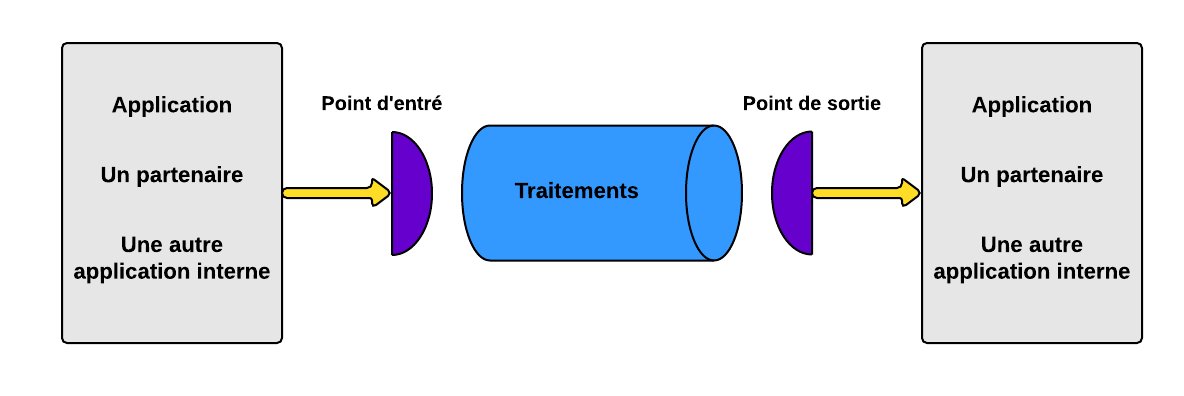 Application
Un partenaire
Une autre
application interne
Point d'entré
Traitements
Point de sortie
Application
Un partenaire
Une autre
application interne